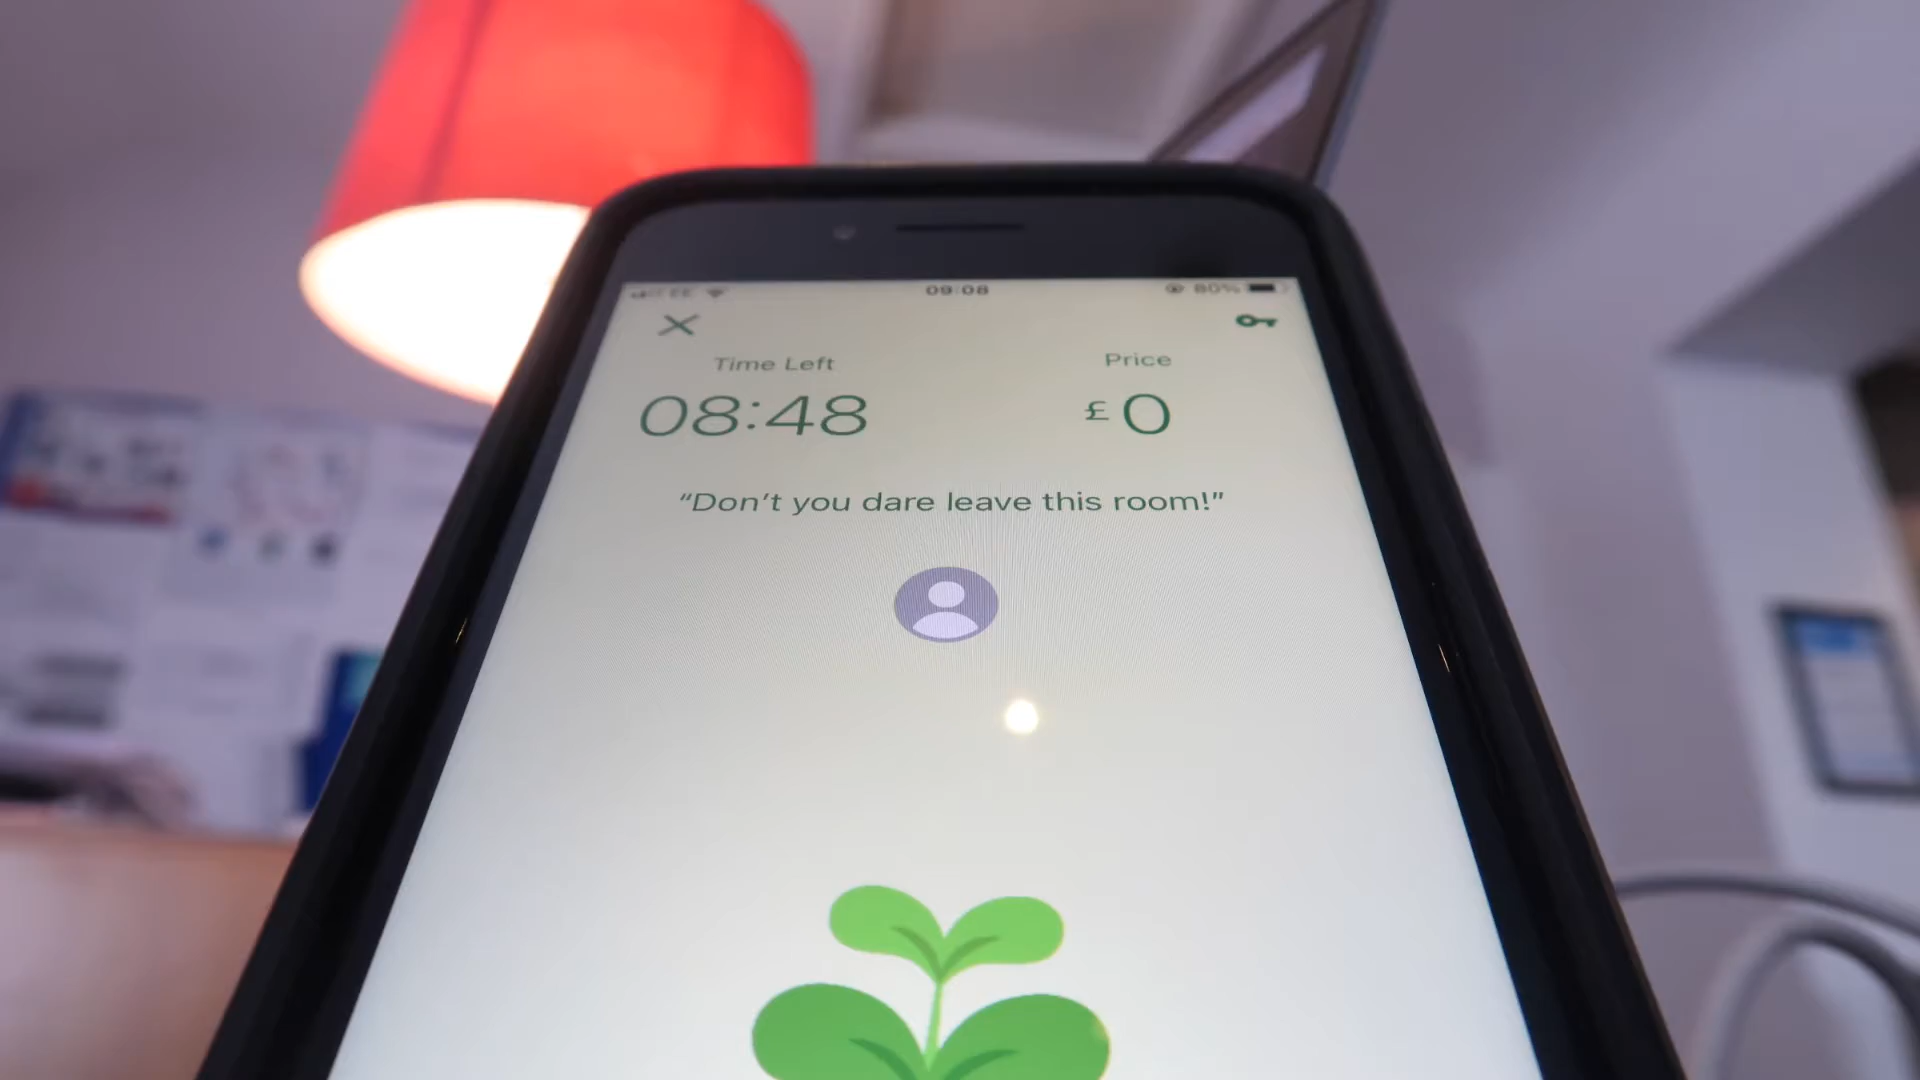 09:08
80%
Time Left
Price
08:48
£0
“Don’t you dare leave this room!”